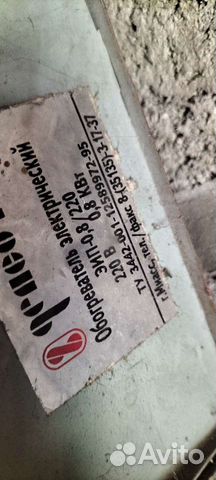 Обогреватель электрический
ЭИП-0,8/220
220 В 0,8 кВт
ТУ 3442-001-12589972-95
г.Миасс, тел./факс 8 (35135)-3-17-37
Avito